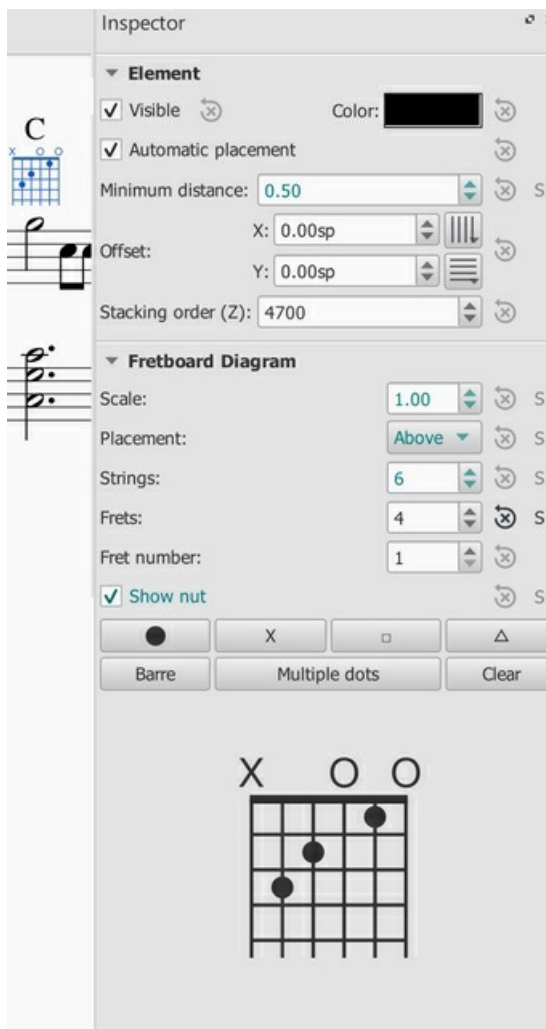 Inspector
Element
Visible
Color:
C
X O O
Automatic placement
Minimum distance: 0.50
S
Offset:
X: 0.00sp
Y: 0.00sp
Stacking order (Z): 4700
Fretboard Diagram
Scale: 1.00
S
Placement: Above
S
Strings: 6
S
Frets: 4
S
Fret number: 1
Show nut
S
X
Barre
Multiple dots
Clear
X O O